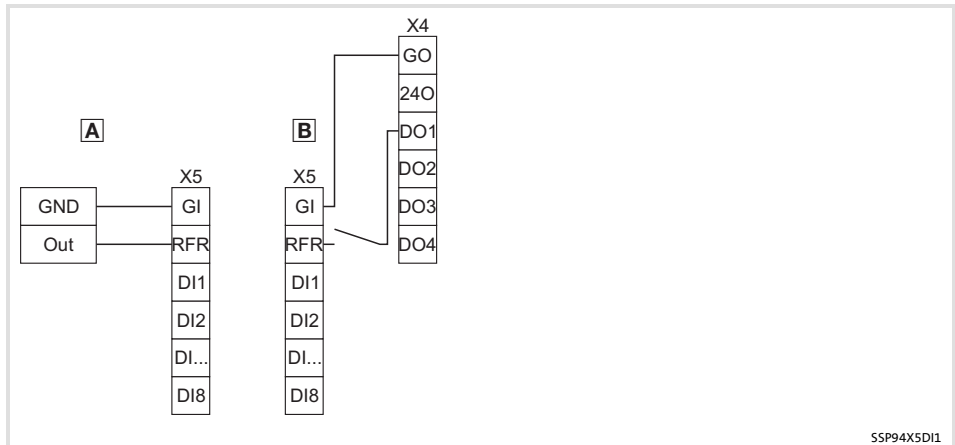 X4
GO
24O
DO1
DO2
DO3
DO4
A
X5
GND
GI
Out
RFR
DI1
DI2
DI...
DI8
B
X5
GI
RFR
DI1
DI2
DI...
DI8
SSP94X5DI1